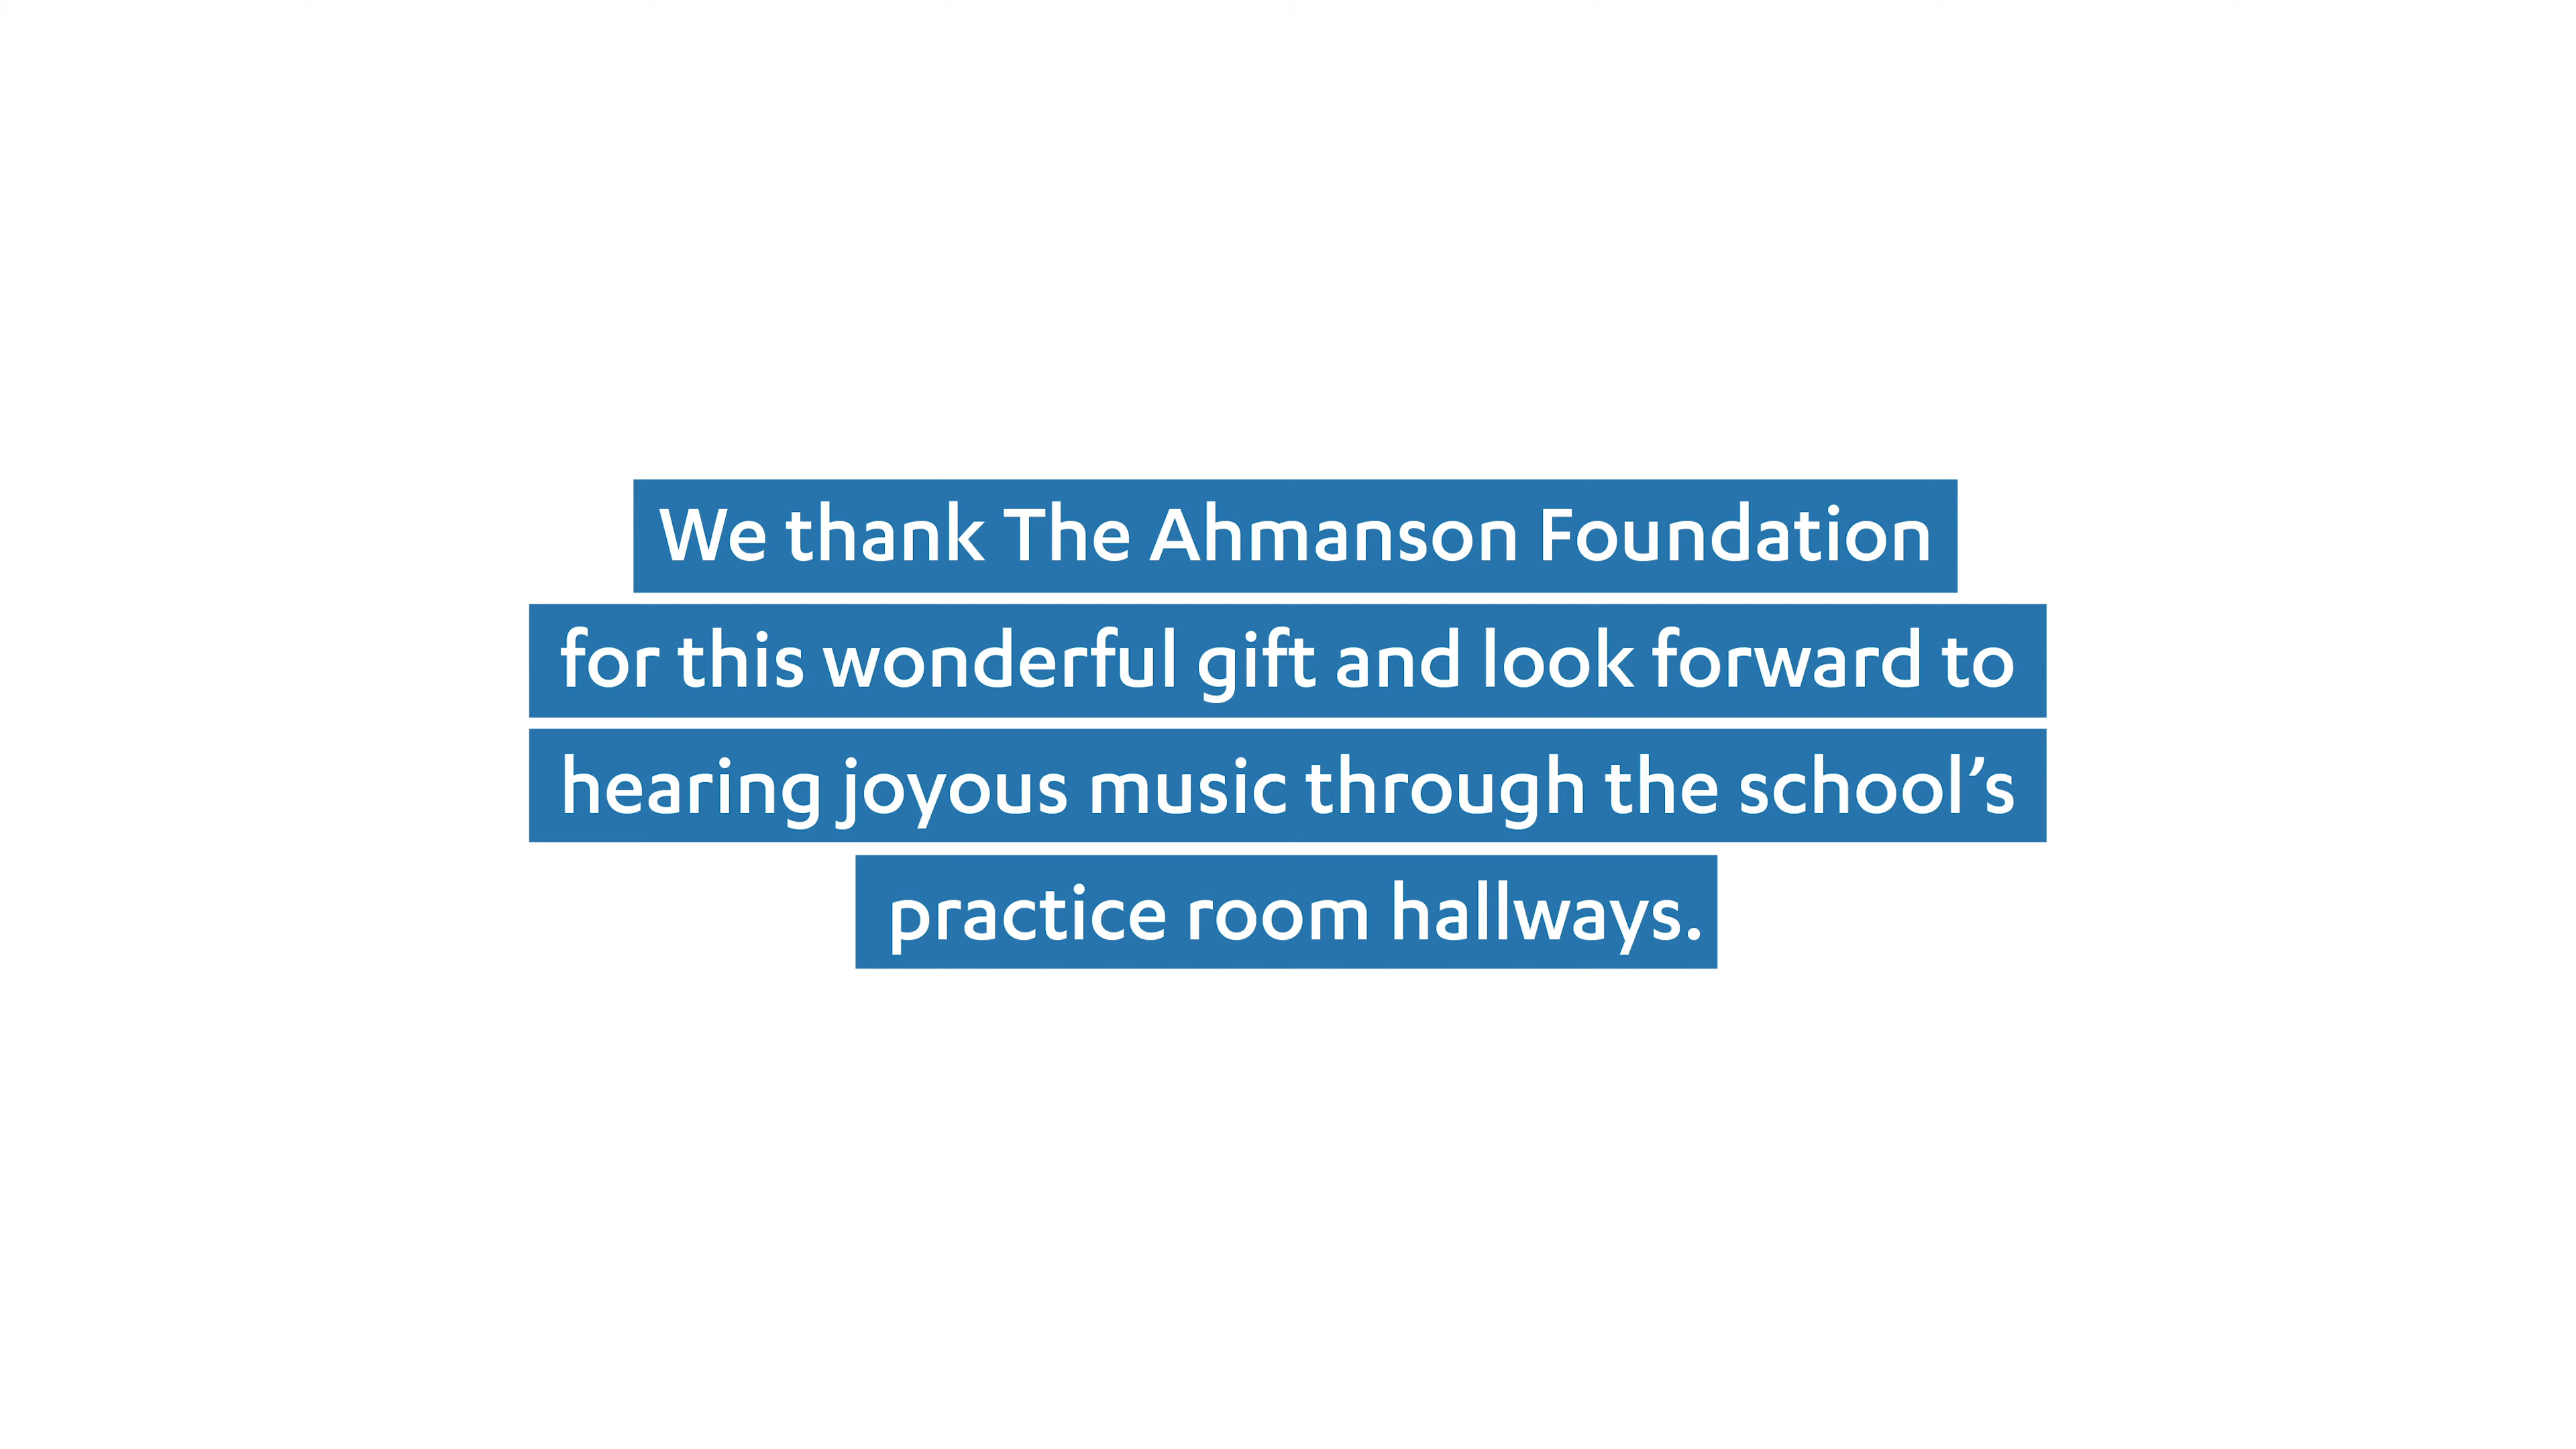 We thank The Ahmanson Foundation
for this wonderful gift and look forward to
hearing joyous music through the school’s
practice room hallways.